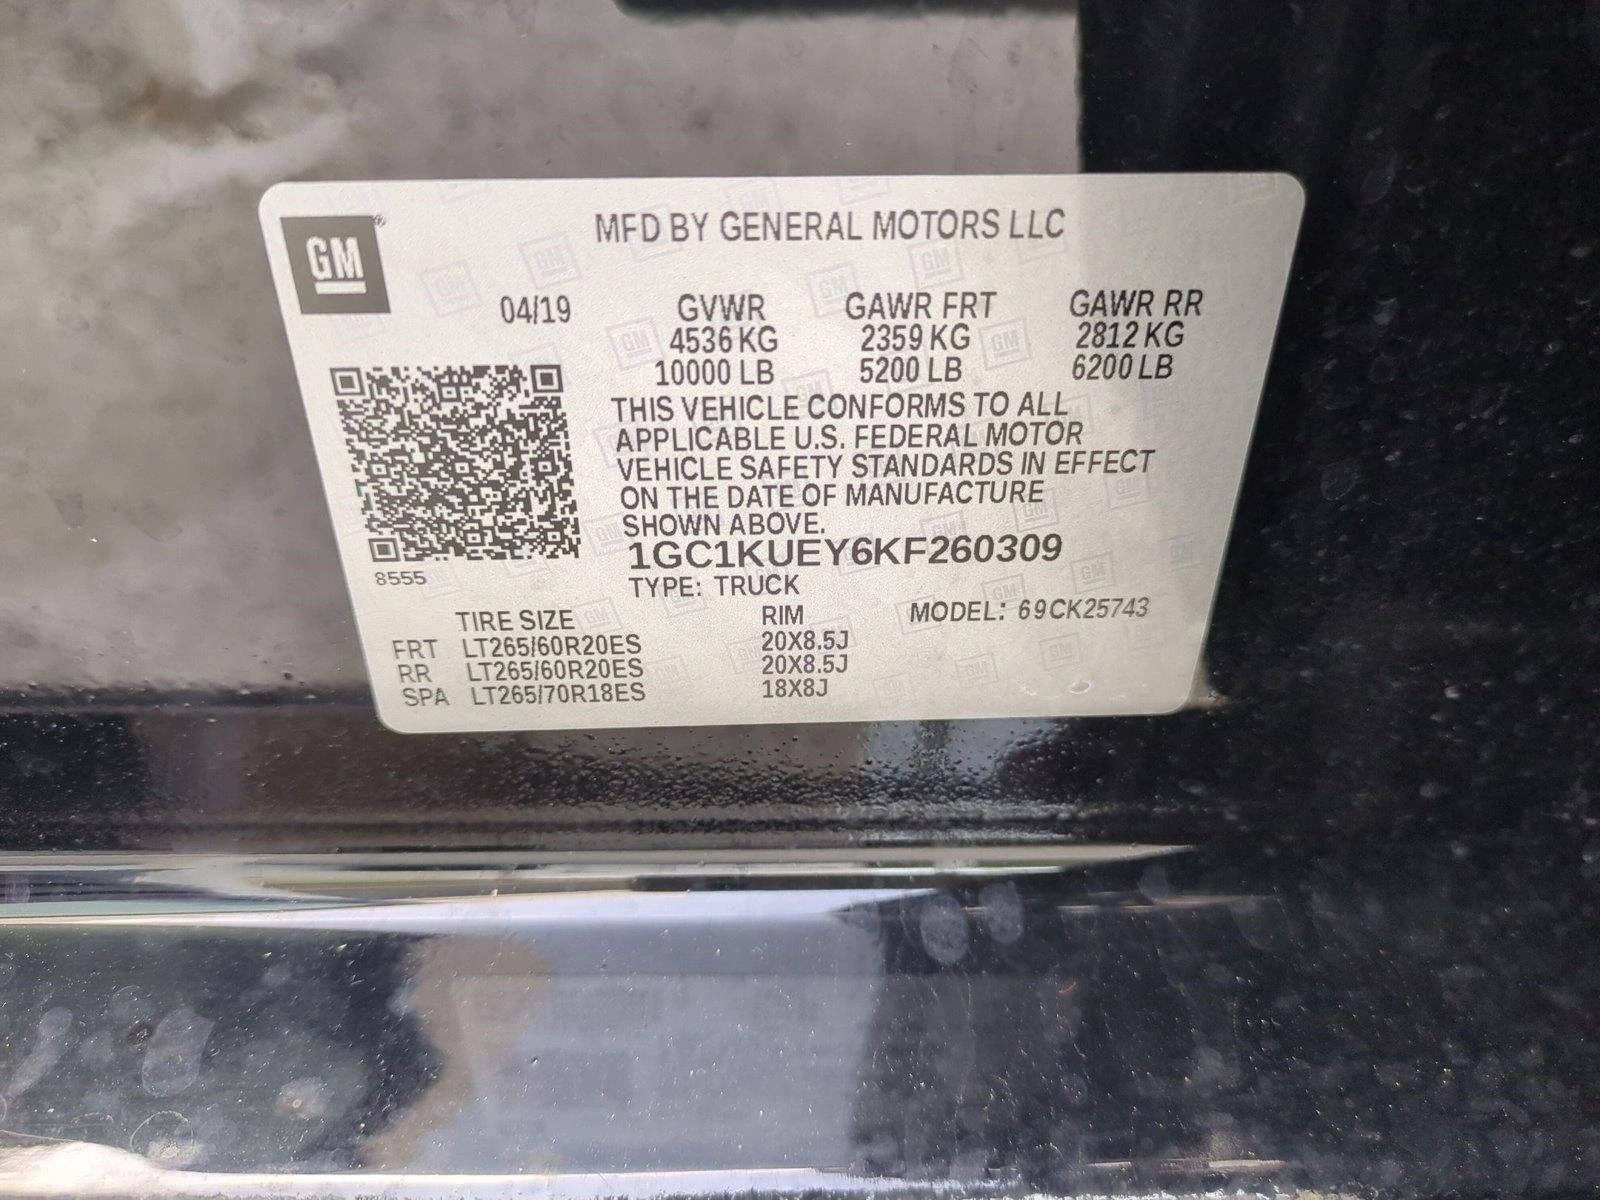 GM®
MFD BY GENERAL MOTORS LLC
04/19 GVWR GAWR FRT GAWR RR
4536 KG 2359 KG 2812 KG
10000 LB 5200 LB 6200 LB
THIS VEHICLE CONFORMS TO ALL
APPLICABLE U.S. FEDERAL MOTOR
VEHICLE SAFETY STANDARDS IN EFFECT
ON THE DATE OF MANUFACTURE
SHOWN ABOVE.
1GC1KUEY6KF260309
8555
TYPE: TRUCK
TIRE SIZE RIM MODEL: 69CK25743
FRT LT265/60R20ES 20X8.5J
RR LT265/60R20ES 20X8.5J
SPA LT265/70R18ES 18X8J